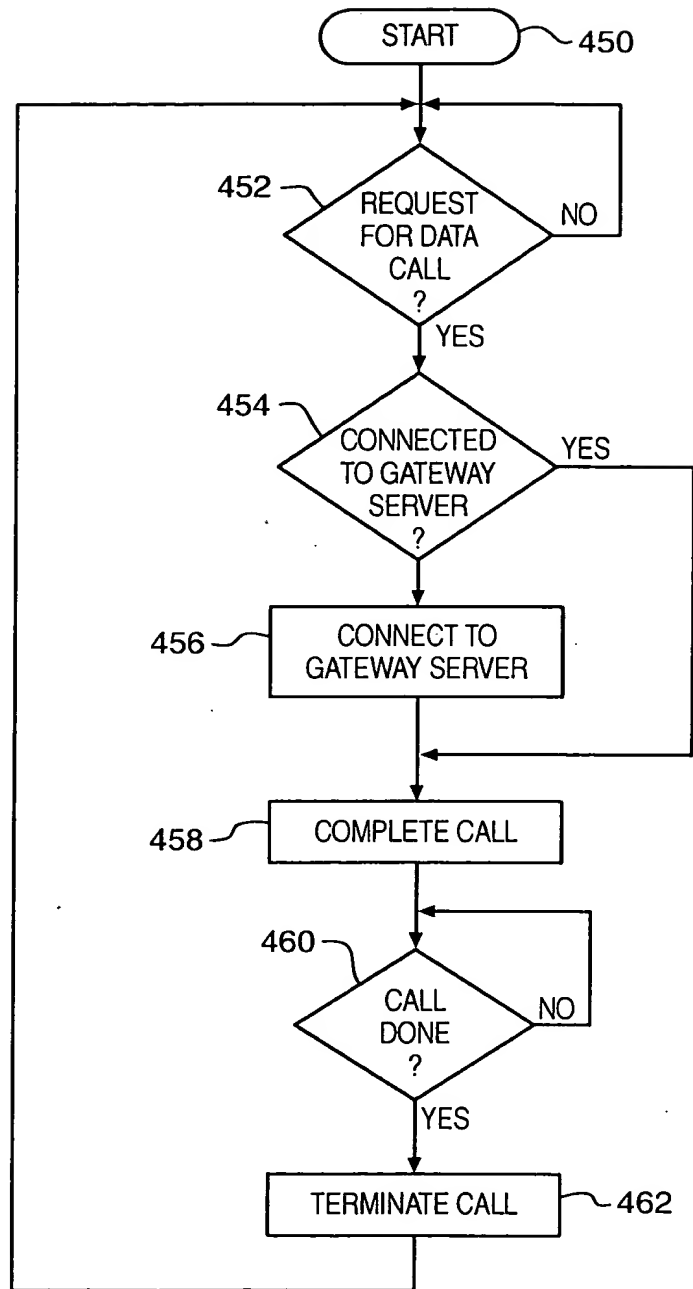 START
450
452
REQUEST
FOR DATA
CALL
?
NO
YES
454
CONNECTED
TO GATEWAY
SERVER
?
YES
456
CONNECT TO
GATEWAY SERVER
458
COMPLETE CALL
460
CALL
DONE
?
NO
YES
TERMINATE CALL
462